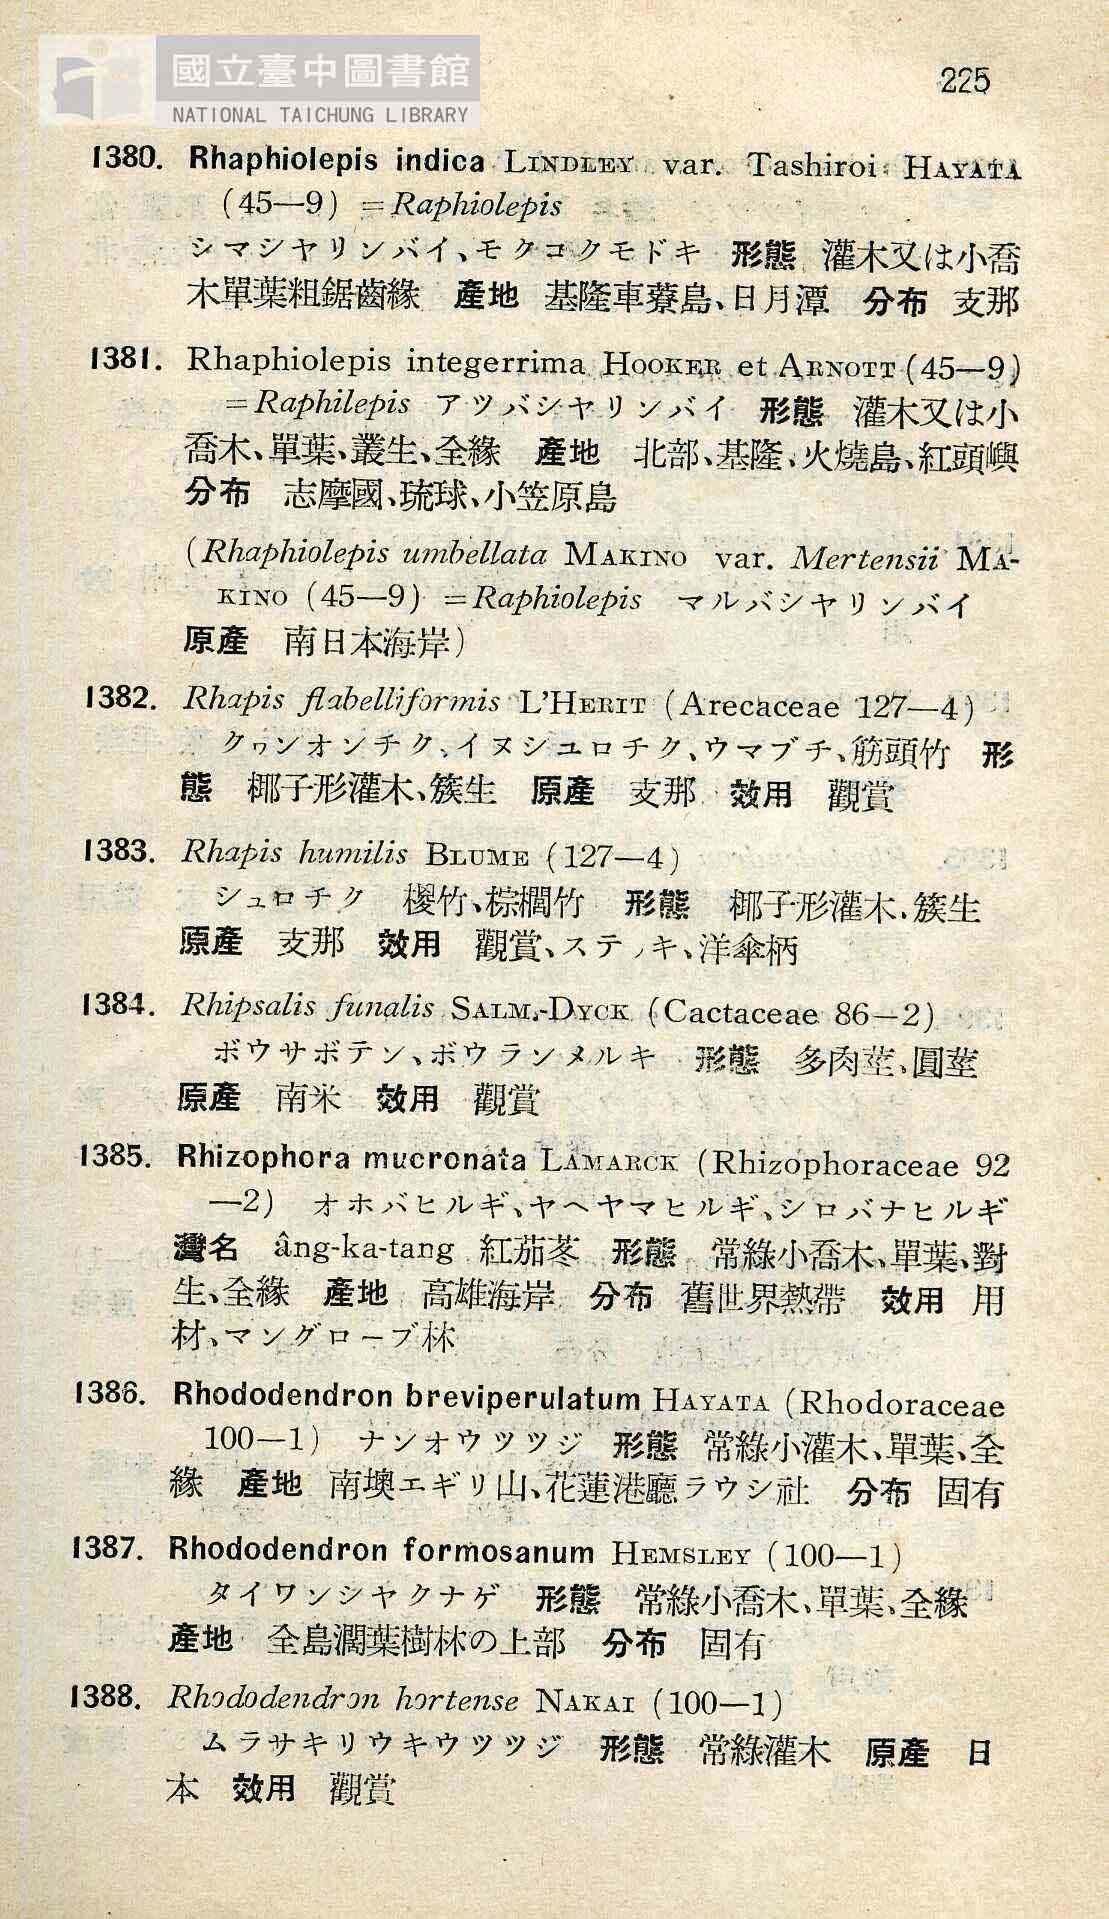 國立臺中圖書館
NATIONAL TAICHUNG LIBRARY
225
1380. Rhaphiolepis indica LINDLEY var. Tashiroi HAYATA
(45—9) =Raphiolepis
シマシヤリンバイ、モクコクモドキ 形態 灌木又は小喬
木單葉粗鋸齒緣 產地 基隆車藔島、日月潭 分布 支那
1381. Rhaphiolepis integerrima HOOKER et ARNOTT (45—9)
=Raphilepis アツバシヤリンバイ 形態 灌木又は小
喬木、單葉、叢生、全緣 產地 北部、基隆、火燒島、紅頭嶼
分布 志摩國、琉球、小笠原島
(Rhaphiolepis umbellata MAKINO var. Mertensii MA-
KINO (45—9) =Raphiolepis マルバシヤリンバイ
原產 南日本海岸)
1382. Rhapis flabelliformis L'HERIT (Arecaceae 127—4)
クヮンオンチク、イヌシユロチク、ウマブチ、筋頭竹 形
態 椰子形灌木、簇生 原產 支那 效用 觀賞
1383. Rhapis humilis BLUME (127—4)
シュロチク 椶竹、棕櫚竹 形態 椰子形灌木、簇生
原產 支那 效用 觀賞、ステッキ、洋傘柄
1384. Rhipsalis funalis SALM.-DYCK (Cactaceae 86—2)
ボウサボテン、ボウランメルキ 形態 多肉莖、圓莖
原產 南米 效用 觀賞
1385. Rhizophora mucronata LAMARCK (Rhizophoraceae 92
—2) オホバヒルギ、ヤヘヤマヒルギ、シロバナヒルギ
灣名 âng-ka-tang 紅茄苳 形態 常綠小喬木、單葉、對
生、全緣 產地 高雄海岸 分布 舊世界熱帶 效用 用
材、マングローブ林
1386. Rhododendron breviperulatum HAYATA (Rhodoraceae
100—1) ナンオウツツジ 形態 常綠小灌木、單葉、全
緣 產地 南墺エギリ山、花蓮港廳ラウシ社 分布 固有
1387. Rhododendron formosanum HEMSLEY (100—1)
タイワンシヤクナゲ 形態 常綠小喬木、單葉、全緣
產地 全島濶葉樹林の上部 分布 固有
1388. Rhododendron hortense NAKAI (100—1)
ムラサキリウキウツツジ 形態 常綠灌木 原產 日
本 效用 觀賞